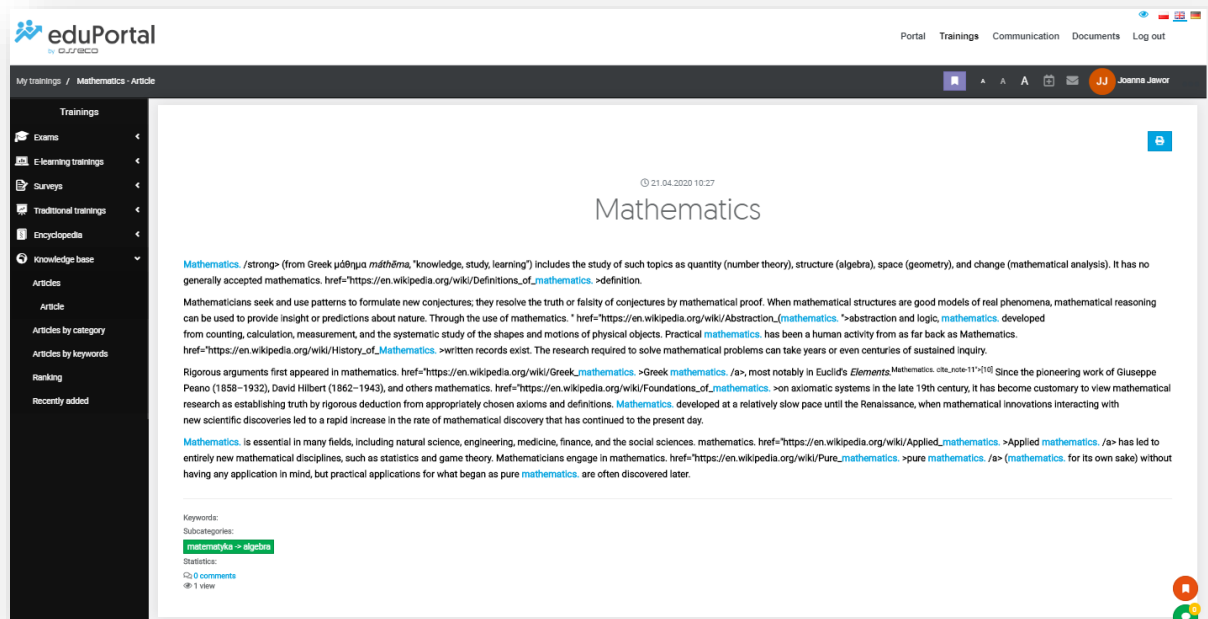 eduPortal
by asseco
Portal Trainings Communication Documents Log out
My trainings / Mathematics - Article
A A A JJ Joanna Jawor
Trainings
Exams
E-learning trainings
Surveys
Traditional trainings
Encyclopedia
Knowledge base
Articles
Article
Articles by category
Articles by keywords
Ranking
Recently added
21.04.2020 10:27
Mathematics
Mathematics. /strong> (from Greek μάθημα máthēma, "knowledge, study, learning") includes the study of such topics as quantity (number theory), structure (algebra), space (geometry), and change (mathematical analysis). It has no
generally accepted mathematics. href="https://en.wikipedia.org/wiki/Definitions_of_mathematics. >definition.
Mathematicians seek and use patterns to formulate new conjectures; they resolve the truth or falsity of conjectures by mathematical proof. When mathematical structures are good models of real phenomena, mathematical reasoning
can be used to provide insight or predictions about nature. Through the use of mathematics. " href="https://en.wikipedia.org/wiki/Abstraction_(mathematics. ">abstraction and logic, mathematics. developed
from counting, calculation, measurement, and the systematic study of the shapes and motions of physical objects. Practical mathematics. has been a human activity from as far back as Mathematics.
href="https://en.wikipedia.org/wiki/History_of_Mathematics. >written records exist. The research required to solve mathematical problems can take years or even centuries of sustained inquiry.
Rigorous arguments first appeared in mathematics. href="https://en.wikipedia.org/wiki/Greek_mathematics. >Greek mathematics. /a>, most notably in Euclid's Elements.Mathematics. cite_note-11">[10] Since the pioneering work of Giuseppe
Peano (1858–1932), David Hilbert (1862–1943), and others mathematics. href="https://en.wikipedia.org/wiki/Foundations_of_mathematics. >on axiomatic systems in the late 19th century, it has become customary to view mathematical
research as establishing truth by rigorous deduction from appropriately chosen axioms and definitions. Mathematics. developed at a relatively slow pace until the Renaissance, when mathematical innovations interacting with
new scientific discoveries led to a rapid increase in the rate of mathematical discovery that has continued to the present day.
Mathematics. is essential in many fields, including natural science, engineering, medicine, finance, and the social sciences. mathematics. href="https://en.wikipedia.org/wiki/Applied_mathematics. >Applied mathematics. /a> has led to
entirely new mathematical disciplines, such as statistics and game theory. Mathematicians engage in mathematics. href="https://en.wikipedia.org/wiki/Pure_mathematics. >pure mathematics. /a> (mathematics. for its own sake) without
having any application in mind, but practical applications for what began as pure mathematics. are often discovered later.
Keywords:
Subcategories:
matematyka -> algebra
Statistics:
0 comments
1 view
0